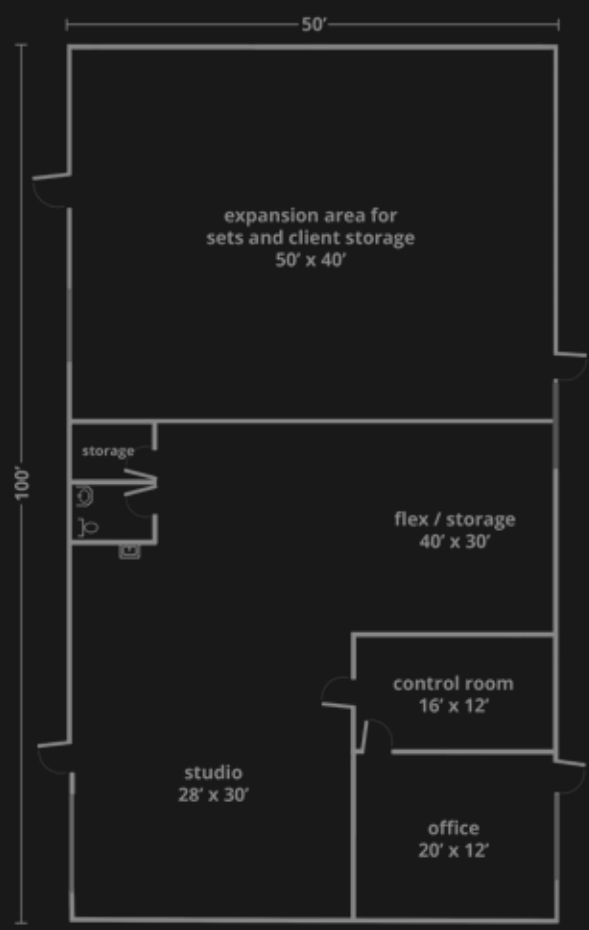 50′
expansion area for
sets and client storage
50′ x 40′
100′
storage
flex / storage
40′ x 30′
control room
16′ x 12′
studio
28′ x 30′
office
20′ x 12′